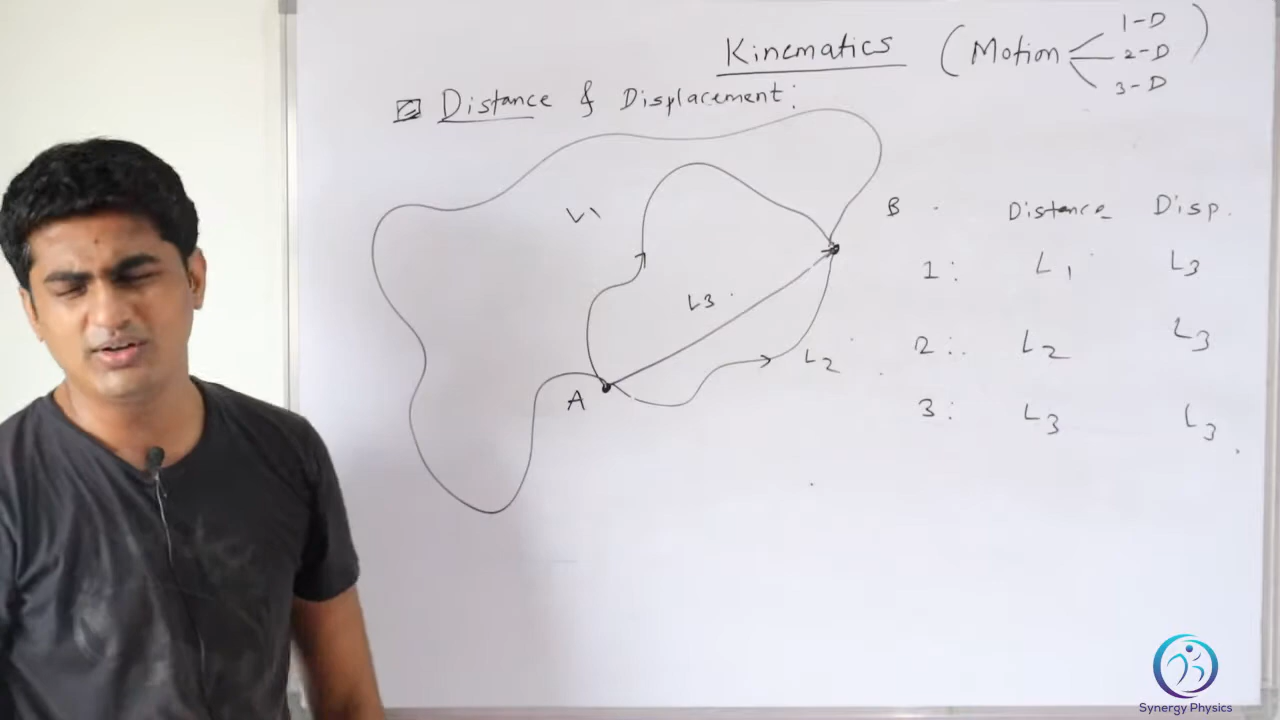 Kinematics (Motion 1-D
2-D
3-D)
Distance & Displacement:
L1
B
Distance Disp.
1: L1 L3
L3
2: L2 L3
L2
A
3: L3 L3
Synergy Physics